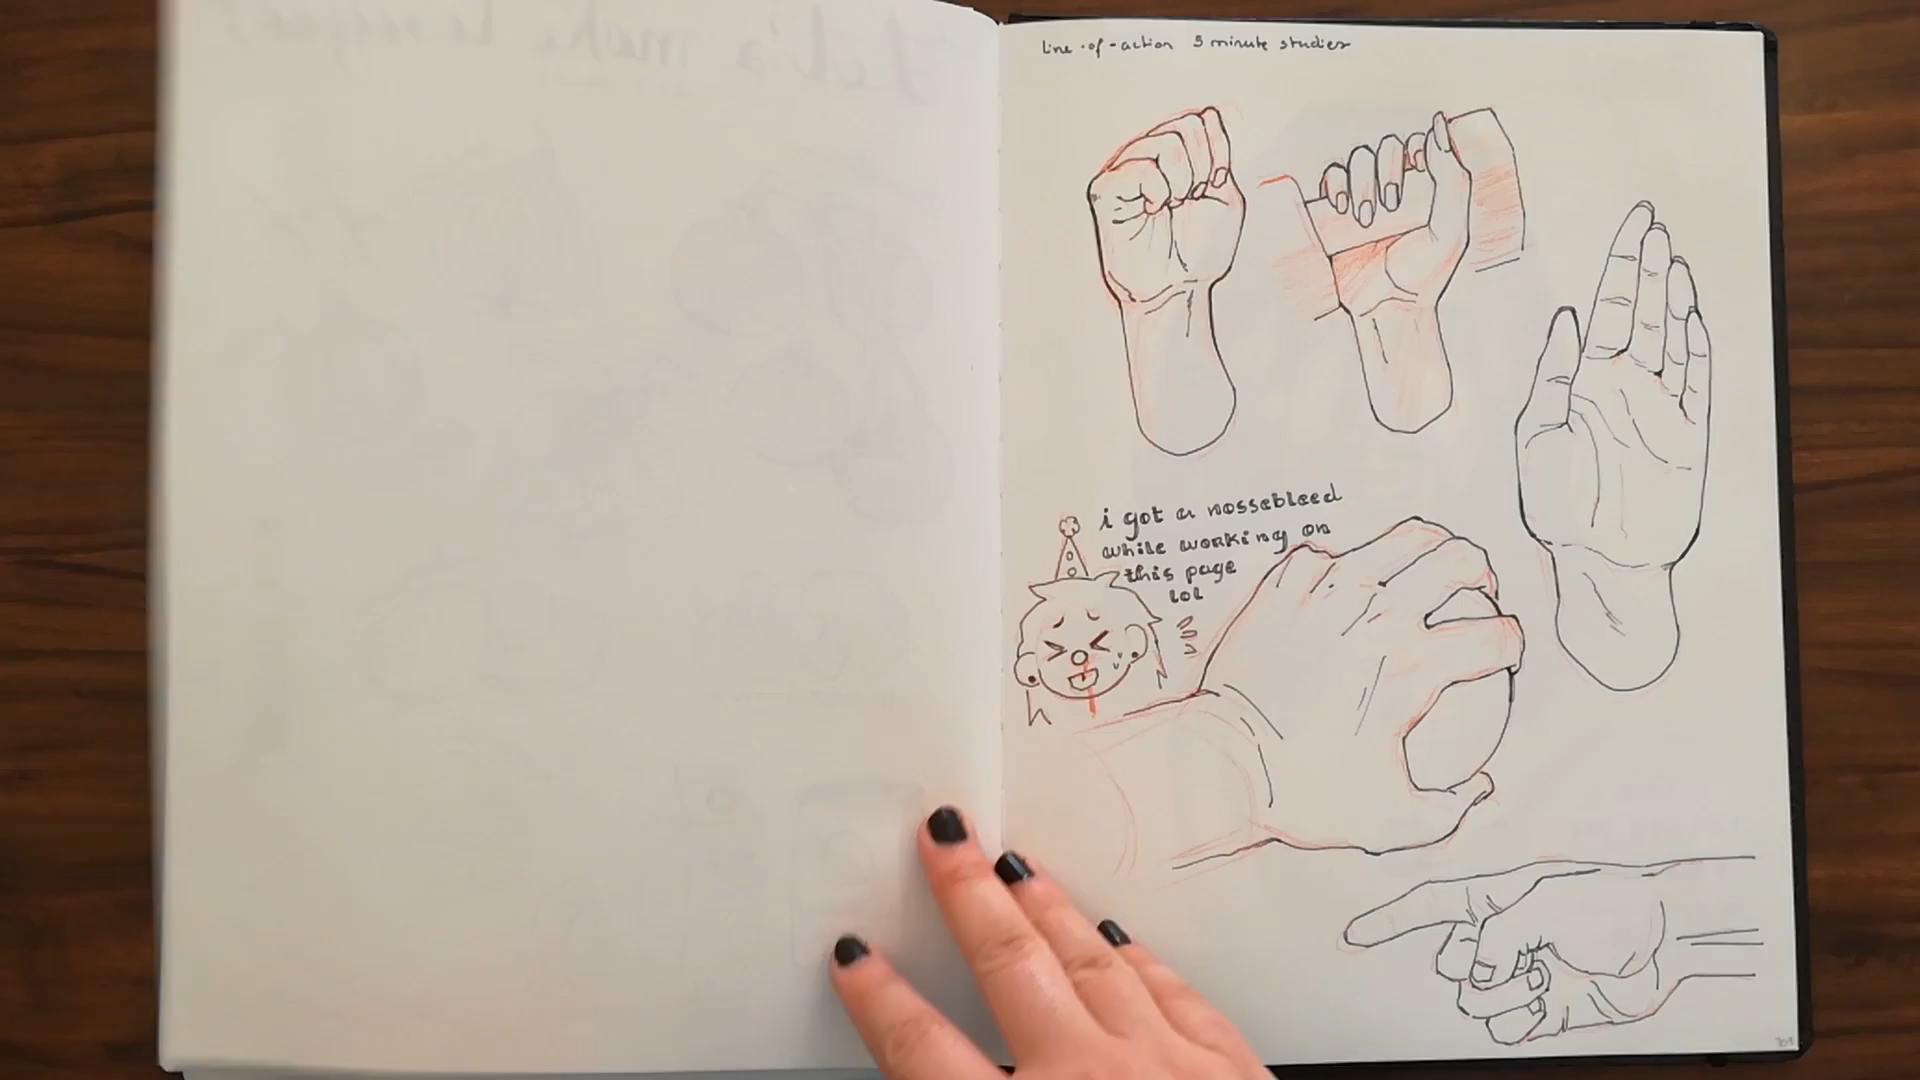 line-of-action 5 minute studies
i got a nossebleed
while working on
this page
lol